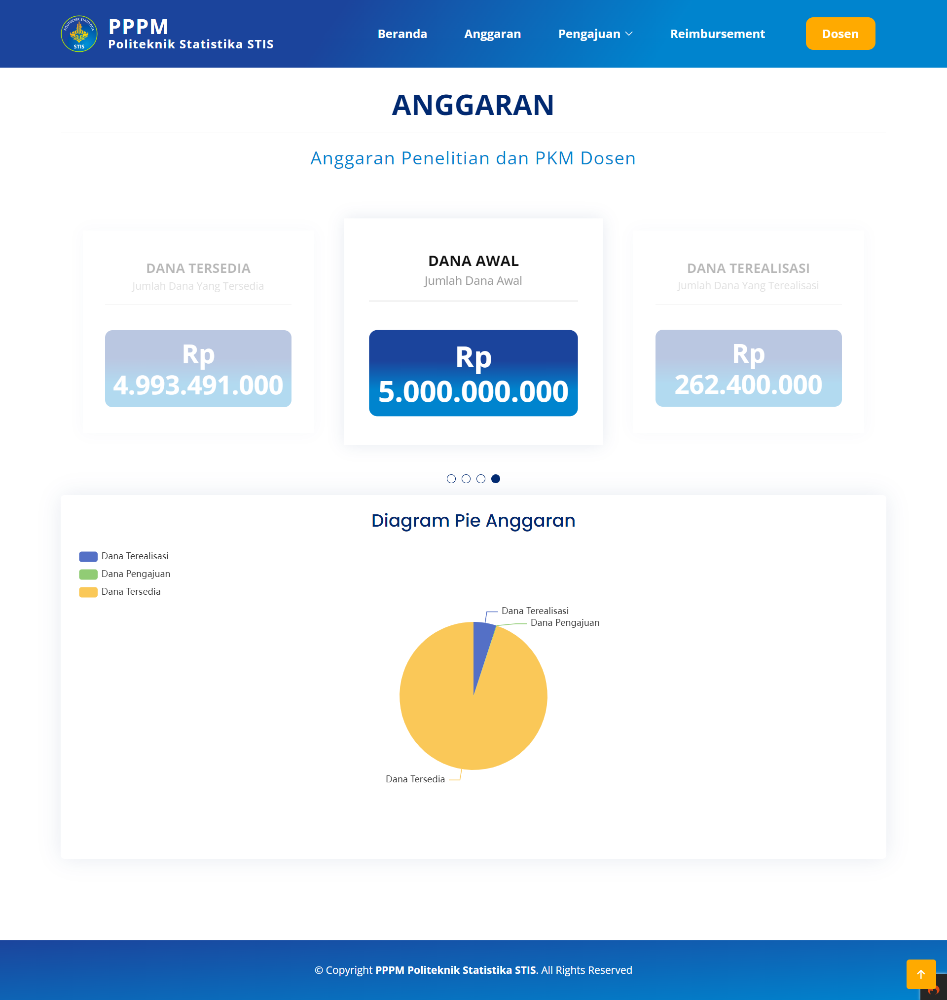 POLITEKNIK STATISTIKA
STIS
PPPM
Politeknik Statistika STIS
Beranda
Anggaran
Pengajuan
Reimbursement
Dosen
ANGGARAN
Anggaran Penelitian dan PKM Dosen
DANA TERSEDIA
Jumlah Dana Yang Tersedia
Rp
4.993.491.000
DANA AWAL
Jumlah Dana Awal
Rp
5.000.000.000
DANA TEREALISASI
Jumlah Dana Yang Terealisasi
Rp
262.400.000
Diagram Pie Anggaran
Dana Terealisasi
Dana Pengajuan
Dana Tersedia
Dana Terealisasi
Dana Pengajuan
Dana Tersedia
© Copyright PPPM Politeknik Statistika STIS. All Rights Reserved